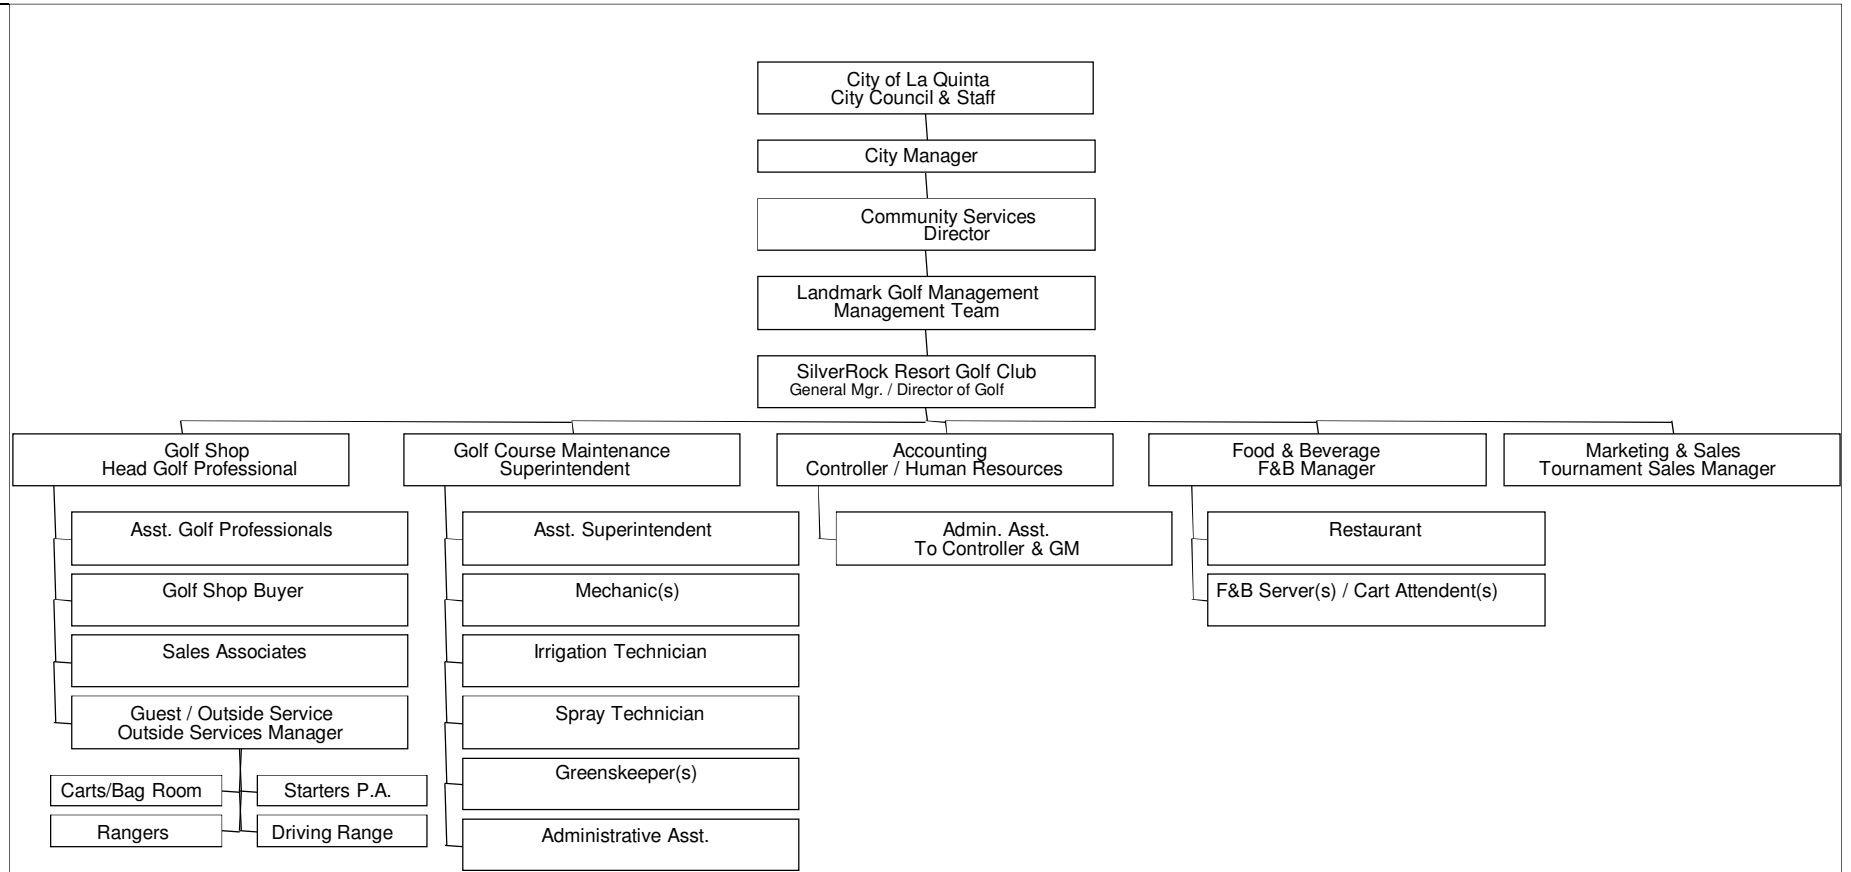 City of La Quinta
City Council & Staff
City Manager
Community Services
Director
Landmark Golf Management
Management Team
SilverRock Resort Golf Club
General Mgr. / Director of Golf
Golf Shop
Head Golf Professional
Golf Course Maintenance
Superintendent
Accounting
Controller / Human Resources
Food & Beverage
F&B Manager
Marketing & Sales
Tournament Sales Manager
Asst. Golf Professionals
Golf Shop Buyer
Sales Associates
Guest / Outside Service
Outside Services Manager
Carts/Bag Room
Starters P.A.
Rangers
Driving Range
Asst. Superintendent
Mechanic(s)
Irrigation Technician
Spray Technician
Greenskeeper(s)
Administrative Asst.
Admin. Asst.
To Controller & GM
Restaurant
F&B Server(s) / Cart Attendent(s)